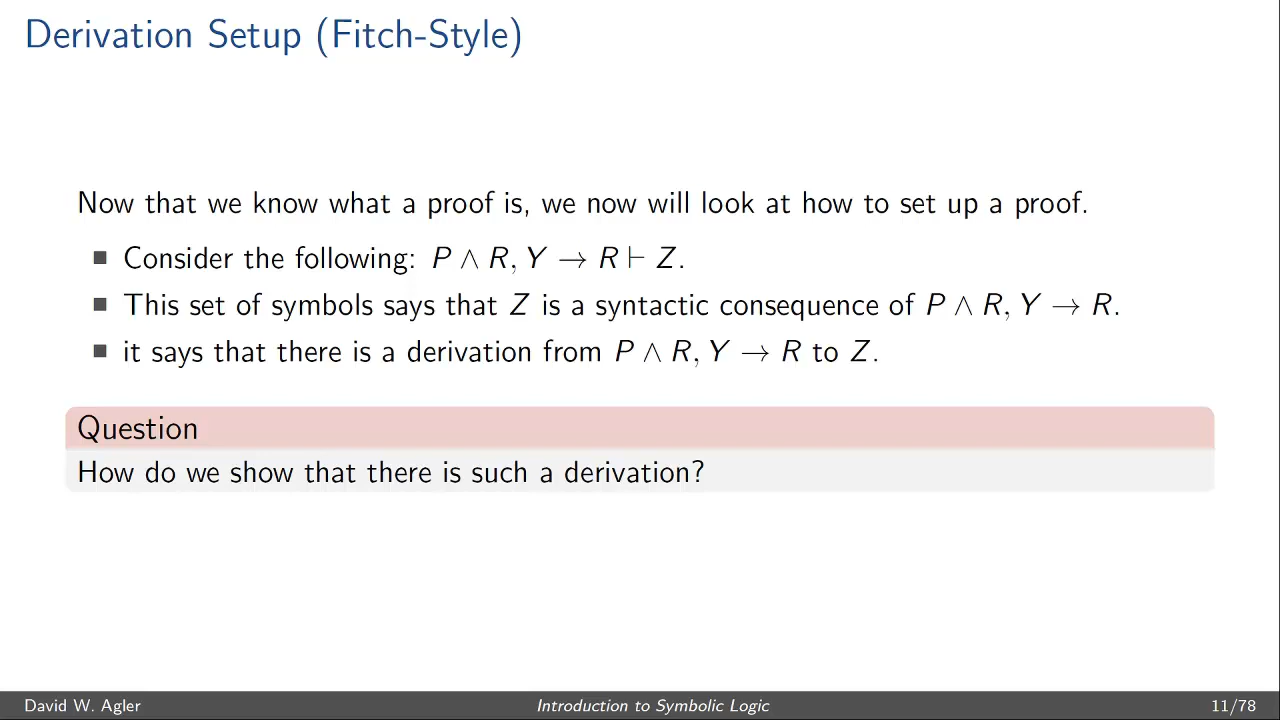 Derivation Setup (Fitch-Style)
Now that we know what a proof is, we now will look at how to set up a proof.
■ Consider the following: P ∧ R, Y → R ⊢ Z.
■ This set of symbols says that Z is a syntactic consequence of P ∧ R, Y → R.
■ it says that there is a derivation from P ∧ R, Y → R to Z.
Question
How do we show that there is such a derivation?
David W. Agler Introduction to Symbolic Logic 11/78